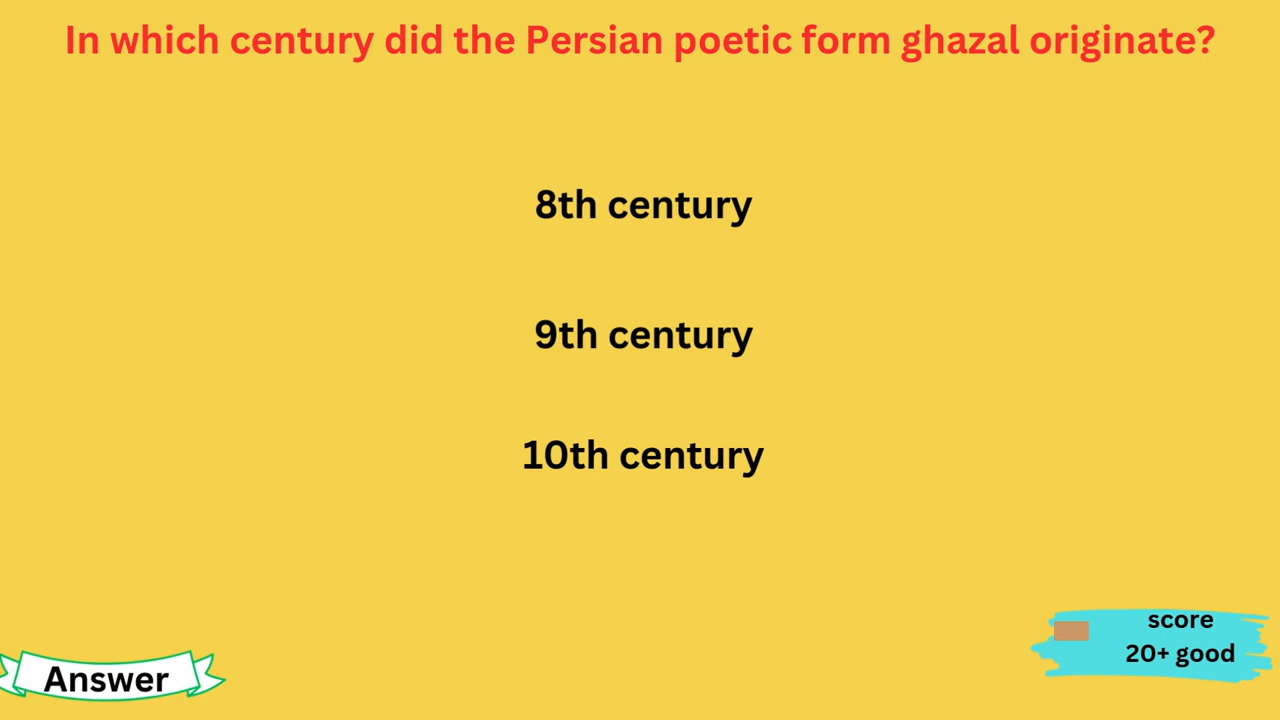 In which century did the Persian poetic form ghazal originate?
8th century
9th century
10th century
score
20+ good
Answer